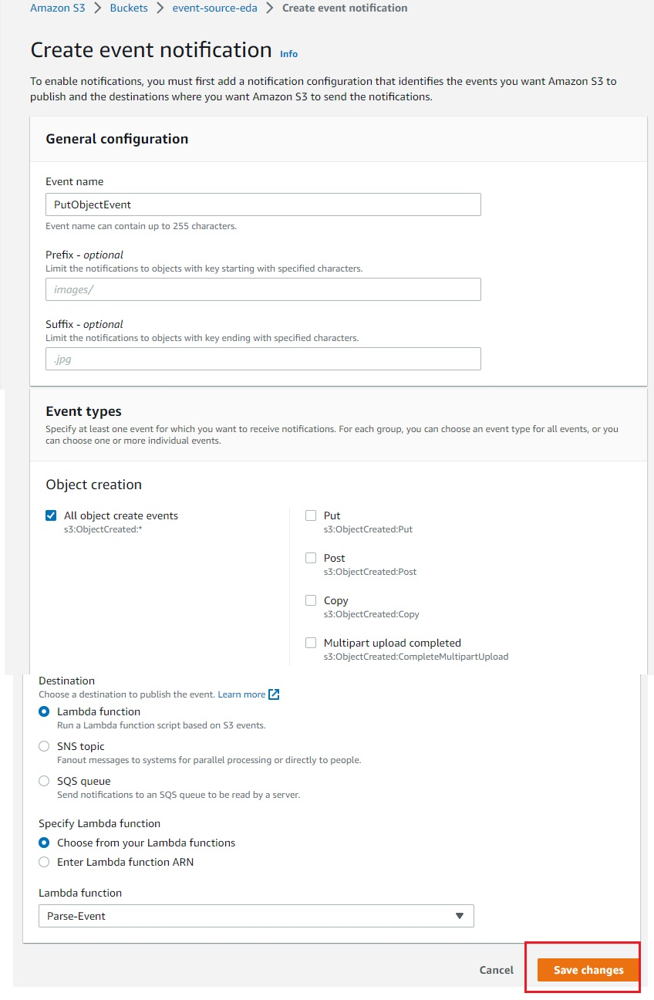 Amazon S3 > Buckets > event-source-eda > Create event notification
Create event notification Info
To enable notifications, you must first add a notification configuration that identifies the events you want Amazon S3 to
publish and the destinations where you want Amazon S3 to send the notifications.
General configuration
Event name
PutObjectEvent
Event name can contain up to 255 characters.
Prefix - optional
Limit the notifications to objects with key starting with specified characters.
images/
Suffix - optional
Limit the notifications to objects with key ending with specified characters.
.jpg
Event types
Specify at least one event for which you want to receive notifications. For each group, you can choose an event type for all events, or you
can choose one or more individual events.
Object creation
All object create events
s3:ObjectCreated:*
Put
s3:ObjectCreated:Put
Post
s3:ObjectCreated:Post
Copy
s3:ObjectCreated:Copy
Multipart upload completed
s3:ObjectCreated:CompleteMultipartUpload
Destination
Choose a destination to publish the event. Learn more
Lambda function
Run a Lambda function script based on S3 events.
SNS topic
Fanout messages to systems for parallel processing or directly to people.
SQS queue
Send notifications to an SQS queue to be read by a server.
Specify Lambda function
Choose from your Lambda functions
Enter Lambda function ARN
Lambda function
Parse-Event
Cancel Save changes